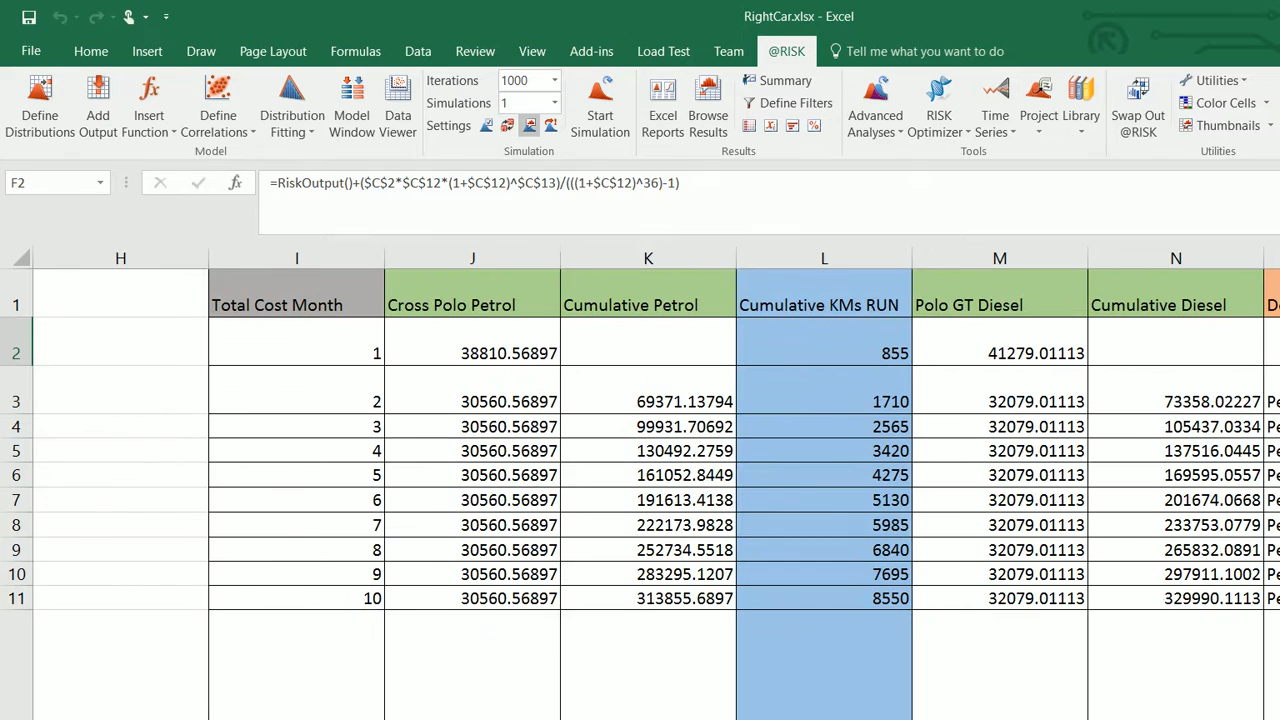 RightCar.xlsx - Excel
File Home Insert Draw Page Layout Formulas Data Review View Add-ins Load Test Team @RISK Tell me what you want to do
Define Distributions
Add Output
Insert Function
Define Correlations
Distribution Fitting
Model Window
Data Viewer
Model
Iterations 1000
Simulations 1
Settings
Start Simulation
Simulation
Excel Reports
Browse Results
Summary
Define Filters
Results
Advanced Analyses
RISK Optimizer
Time Series
Project
Library
Tools
Swap Out @RISK
Utilities
Color Cells
Thumbnails
Utilities
F2 fx =RiskOutput()+($C$2*$C$12*(1+$C$12)^$C$13)/(((1+$C$12)^36)-1)
H I J K L M N
1 Total Cost Month Cross Polo Petrol Cumulative Petrol Cumulative KMs RUN Polo GT Diesel Cumulative Diesel
2 1 38810.56897 855 41279.01113
3 2 30560.56897 69371.13794 1710 32079.01113 73358.02227
4 3 30560.56897 99931.70692 2565 32079.01113 105437.0334
5 4 30560.56897 130492.2759 3420 32079.01113 137516.0445
6 5 30560.56897 161052.8449 4275 32079.01113 169595.0557
7 6 30560.56897 191613.4138 5130 32079.01113 201674.0668
8 7 30560.56897 222173.9828 5985 32079.01113 233753.0779
9 8 30560.56897 252734.5518 6840 32079.01113 265832.0891
10 9 30560.56897 283295.1207 7695 32079.01113 297911.1002
11 10 30560.56897 313855.6897 8550 32079.01113 329990.1113